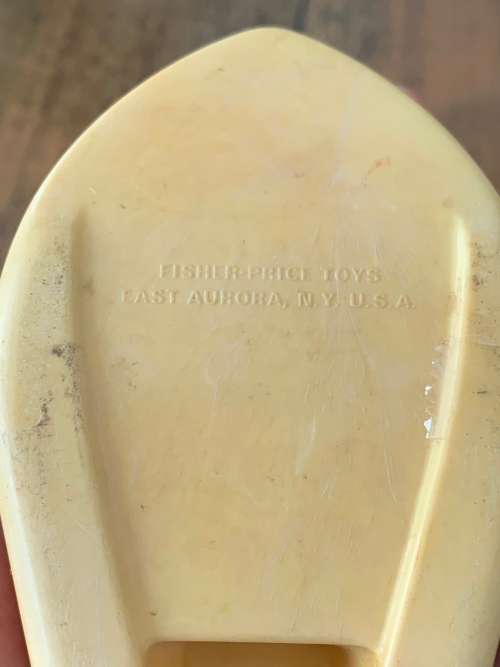 FISHER-PRICE TOYS
EAST AURORA, N.Y. U.S.A.